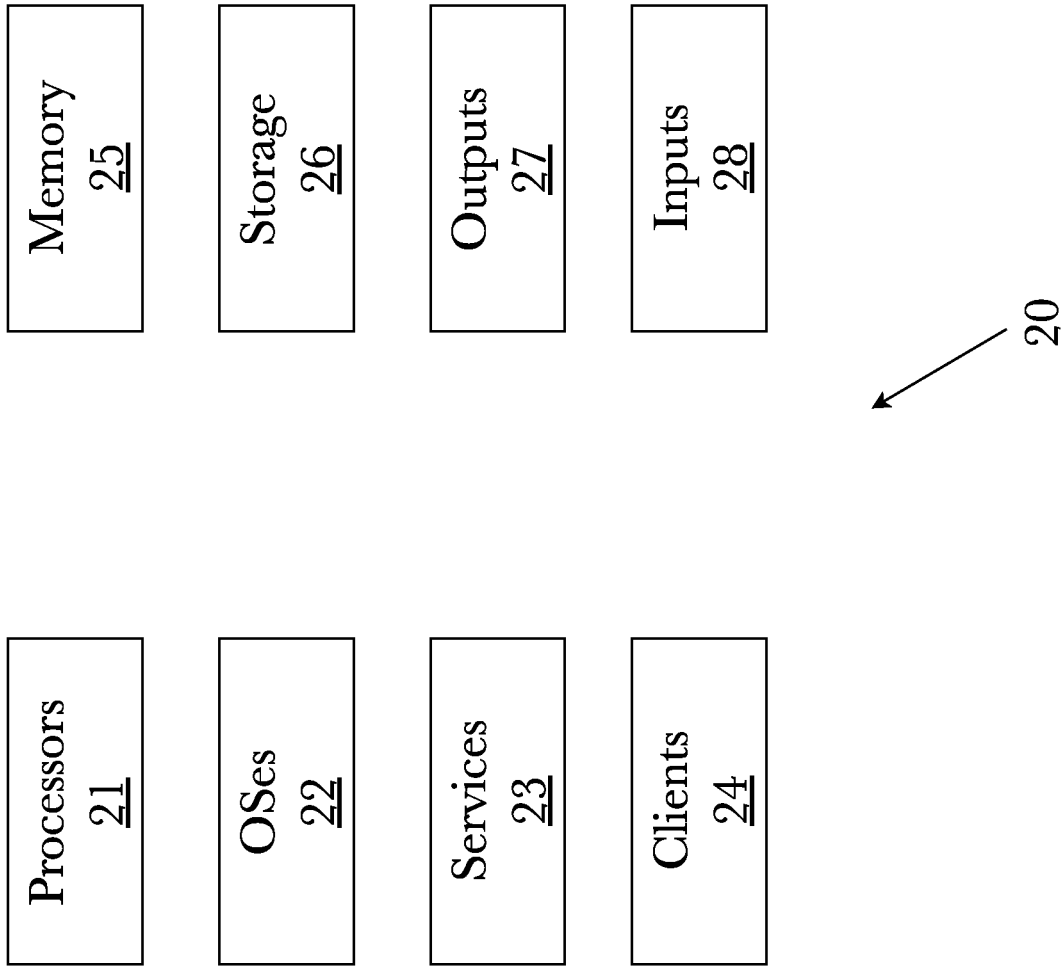 Processors
21
OSes
22
Services
23
Clients
24
Memory
25
Storage
26
Outputs
27
Inputs
28
20